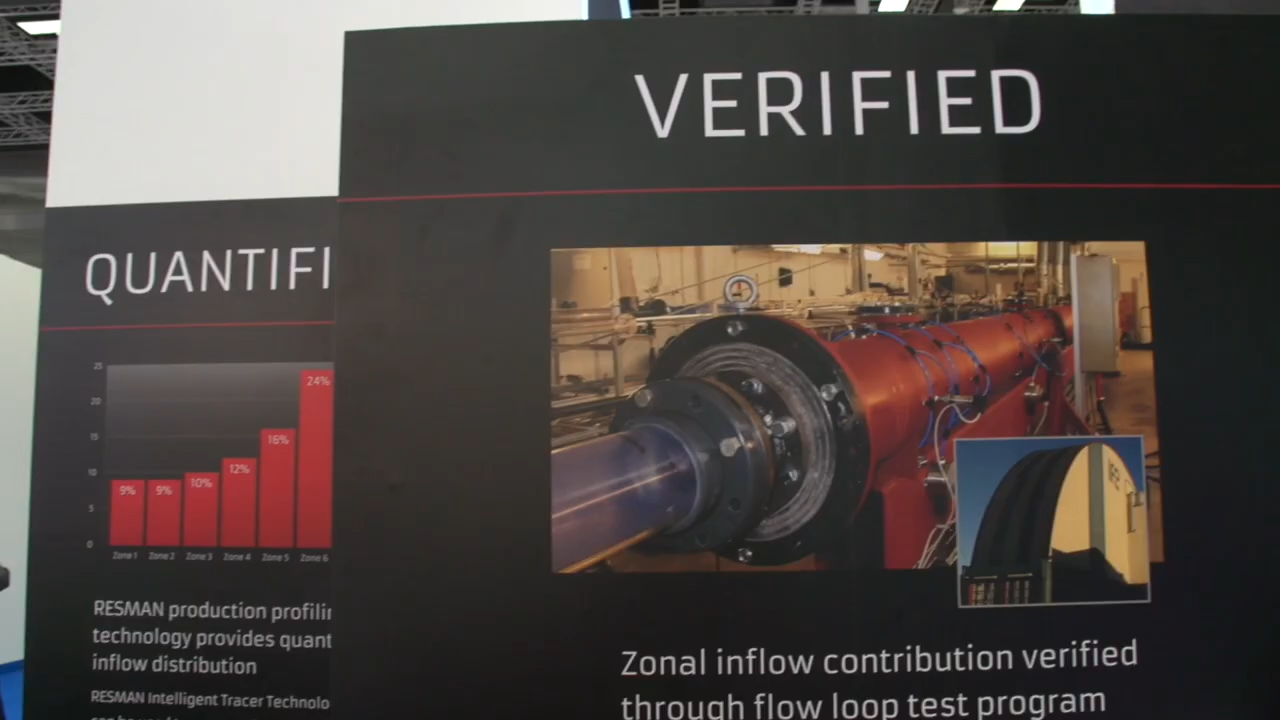 VERIFIED
QUANTIFI
25
20
15
10
5
0
9%
9%
10%
12%
16%
24%
Zone 1
Zone 2
Zone 3
Zone 4
Zone 5
Zone 6
RESMAN production profilin
technology provides quant
inflow distribution
RESMAN Intelligent Tracer Technolo
Zonal inflow contribution verified
through flow loop test program